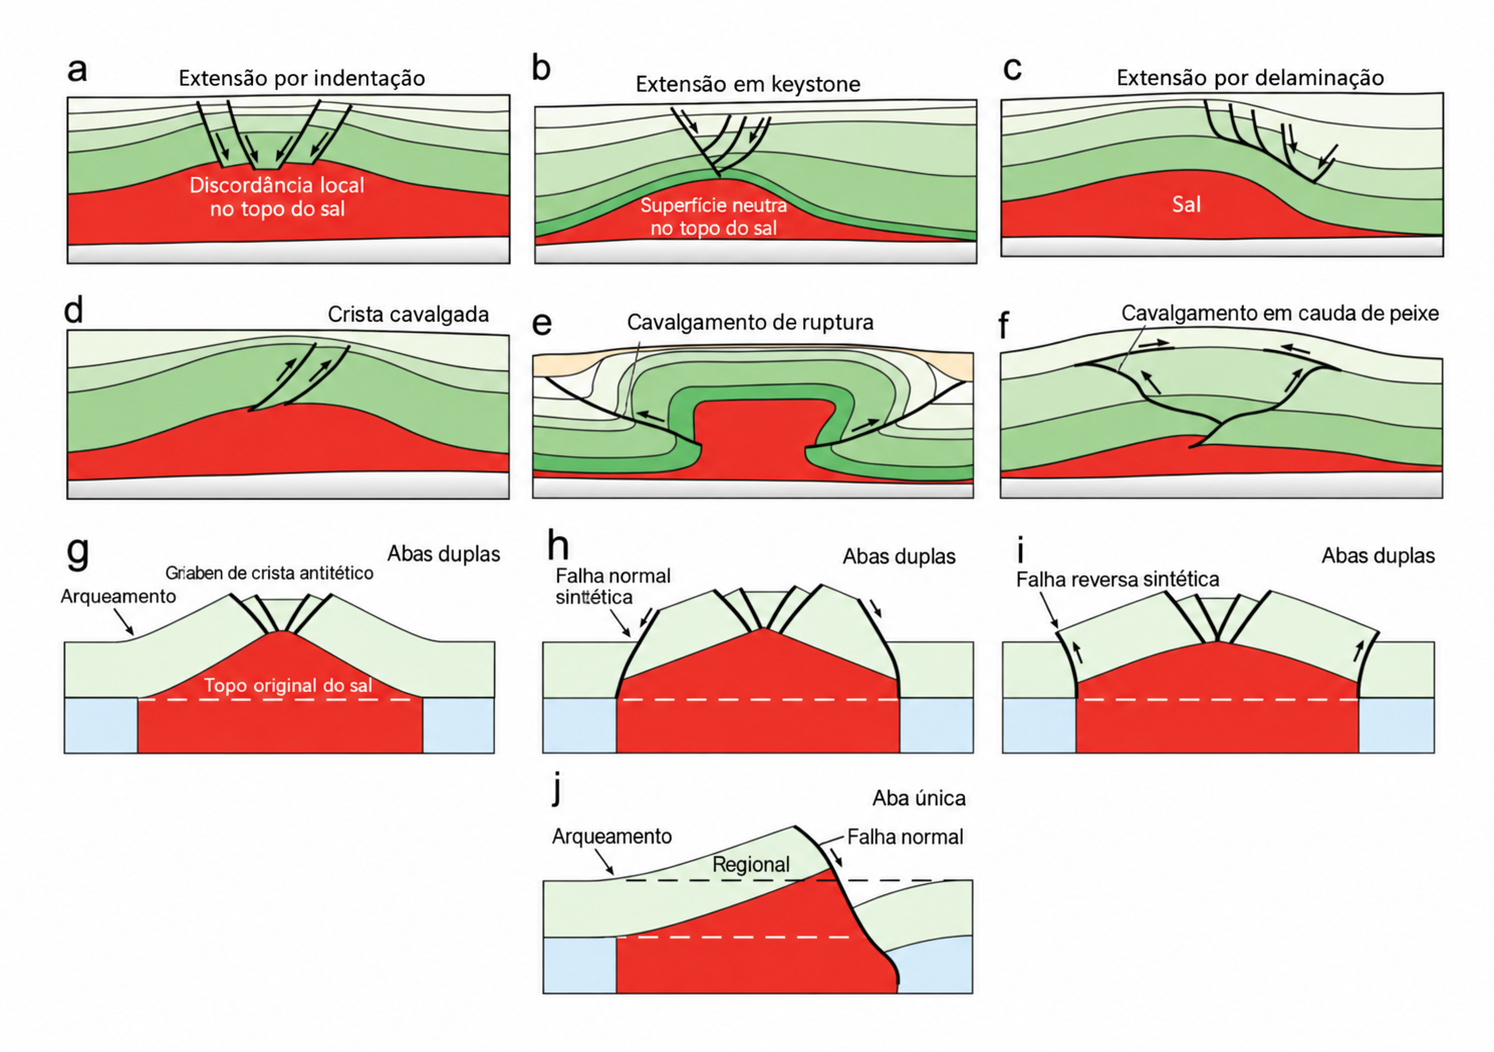 a
Extensão por indentação
Discordância local
no topo do sal
b
Extensão em keystone
Superfície neutra
no topo do sal
c
Extensão por delaminação
Sal
d
Crista cavalgada
e
Cavalgamento de ruptura
f
Cavalgamento em cauda de peixe
g
Abas duplas
Griaben de crista antitético
Arqueamento
Topo original do sal
h
Abas duplas
Falha normal
sinttética
i
Abas duplas
Falha reversa sintética
j
Aba única
Arqueamento
Falha normal
Regional